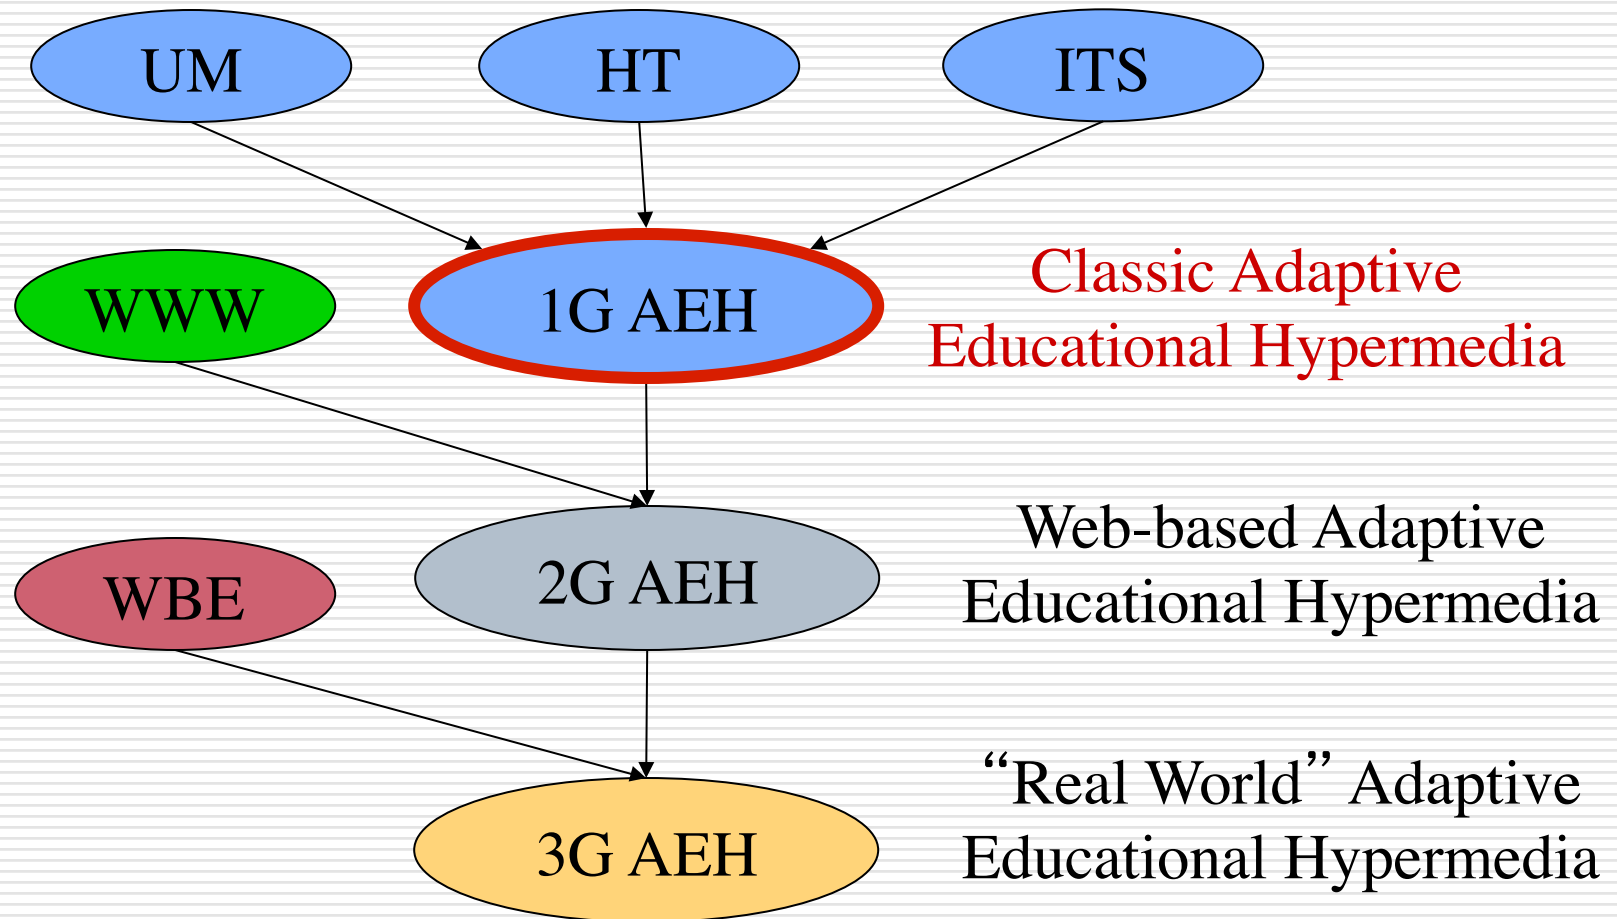 UM
HT
ITS
WWW
1G AEH
Classic Adaptive
Educational Hypermedia
WBE
2G AEH
Web-based Adaptive
Educational Hypermedia
3G AEH
“Real World” Adaptive
Educational Hypermedia